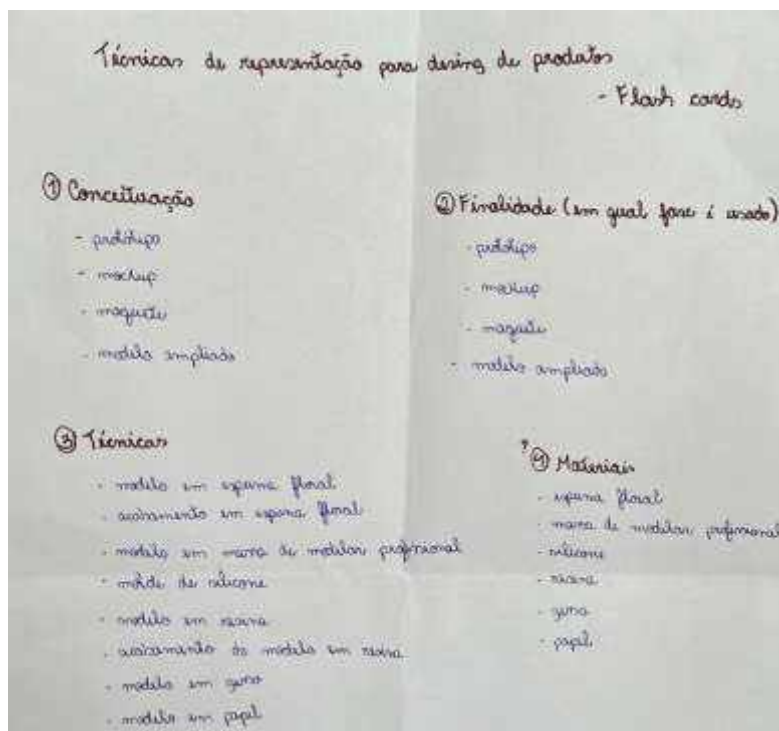 Técnicas de representação para desing de produtos
- Flash cards
① Conceituação
- protótipo
- mockup
- maquete
- modelo ampliado
② Finalidade (em qual fase é usado)
- protótipo
- mockup
- maquete
- modelo ampliado
③ Técnicas
- modelo em espuma floral
- acabamento em espuma floral
- modelo em massa de modelar profissional
- molde de silicone
- modelo em resina
- acabamento do modelo em resina
- modelo em gesso
- modelo em papel
④ Materiais
- espuma floral
- massa de modelar profissional
- silicone
- resina
- gesso
- papel